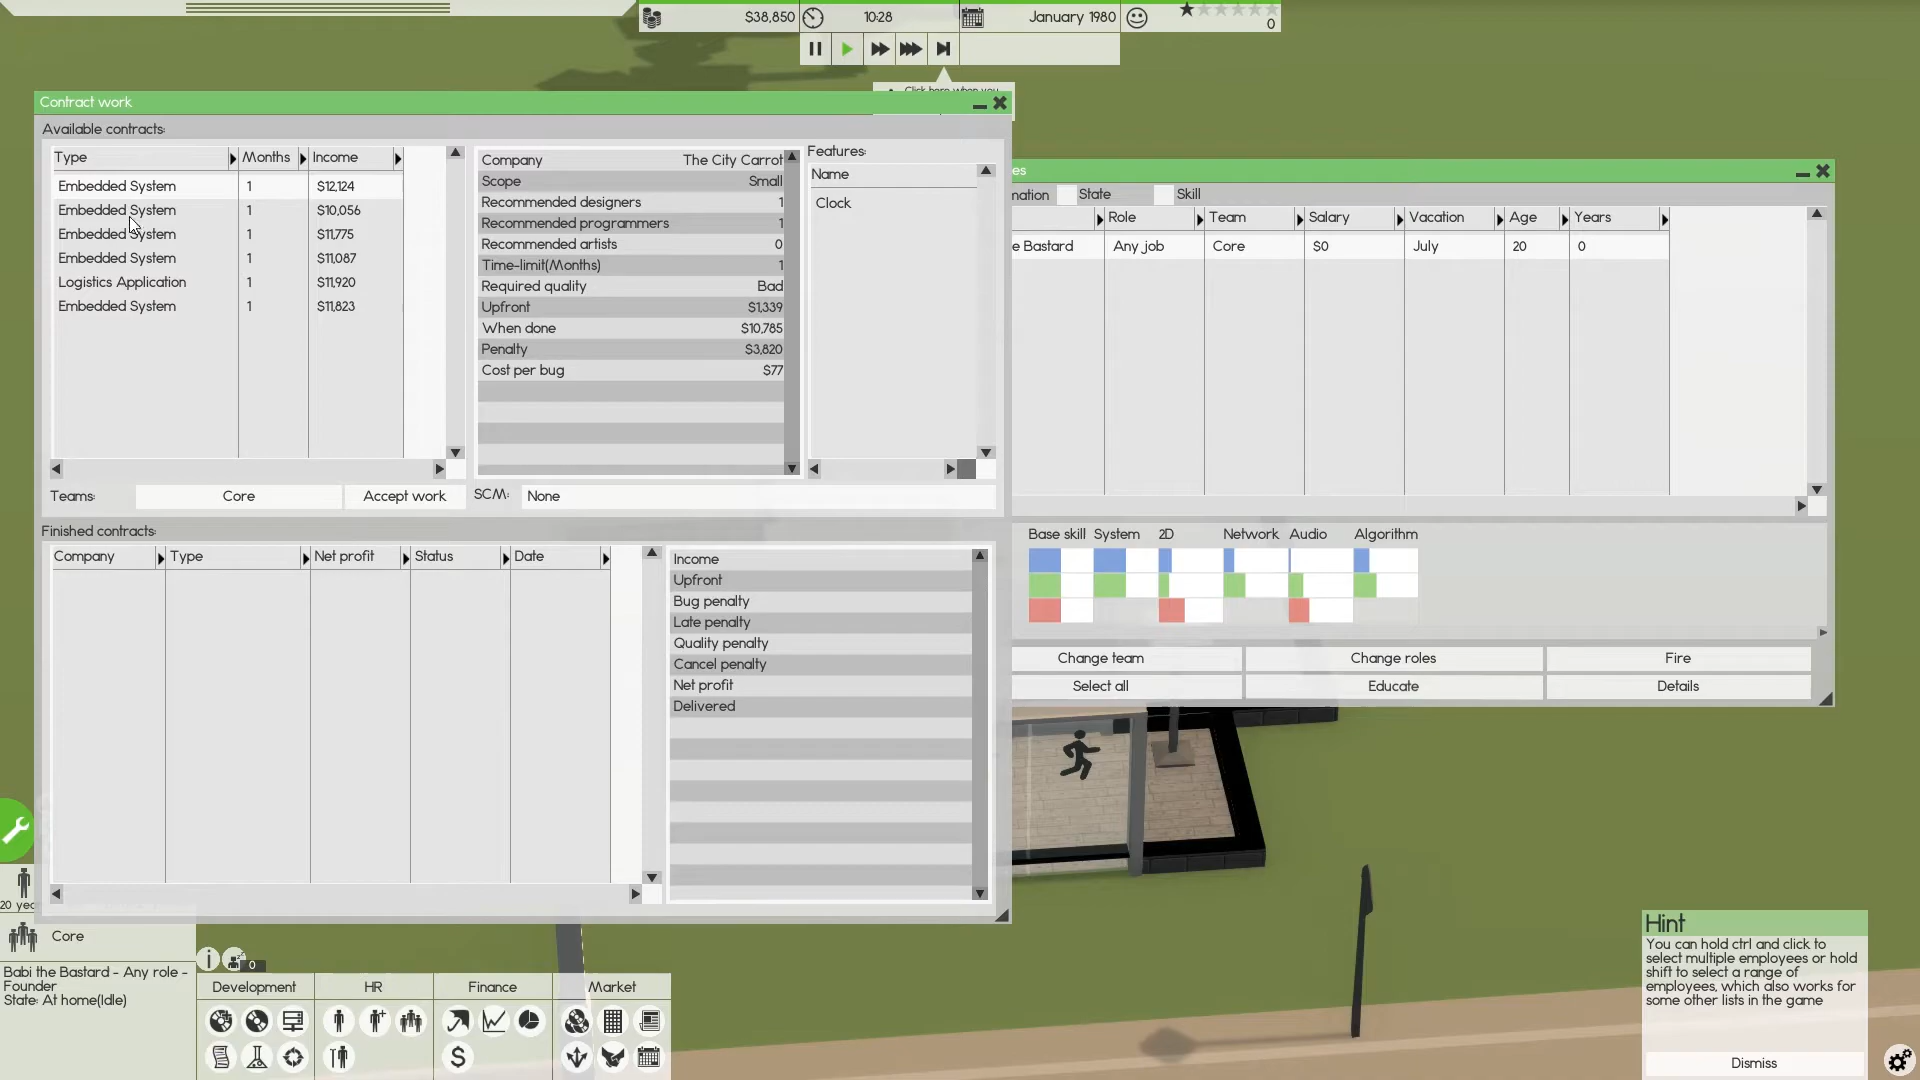 $38,850
10:28
January 1980
0
Contract work
Available contracts:
Type Months Income
Embedded System 1 $12,124
Embedded System 1 $10,056
Embedded System 1 $11,775
Embedded System 1 $11,087
Logistics Application 1 $11,920
Embedded System 1 $11,823
Company The City Carrot
Scope Small
Recommended designers 1
Recommended programmers 1
Recommended artists 0
Time-limit(Months) 1
Required quality Bad
Upfront $1,339
When done $10,785
Penalty $3,820
Cost per bug $77
Features:
Name
Clock
Teams: Core Accept work SCM: None
Finished contracts:
Company Type Net profit Status Date
Income
Upfront
Bug penalty
Late penalty
Quality penalty
Cancel penalty
Net profit
Delivered
es
mation State Skill
Role Team Salary Vacation Age Years
e Bastard Any job Core $0 July 20 0
Base skill System 2D Network Audio Algorithm
Change team Change roles Fire
Select all Educate Details
20 yea
Core
Babi the Bastard - Any role -
Founder
State: At home(Idle)
0
Development HR Finance Market
Hint
You can hold ctrl and click to
select multiple employees or hold
shift to select a range of
employees, which also works for
some other lists in the game
Dismiss